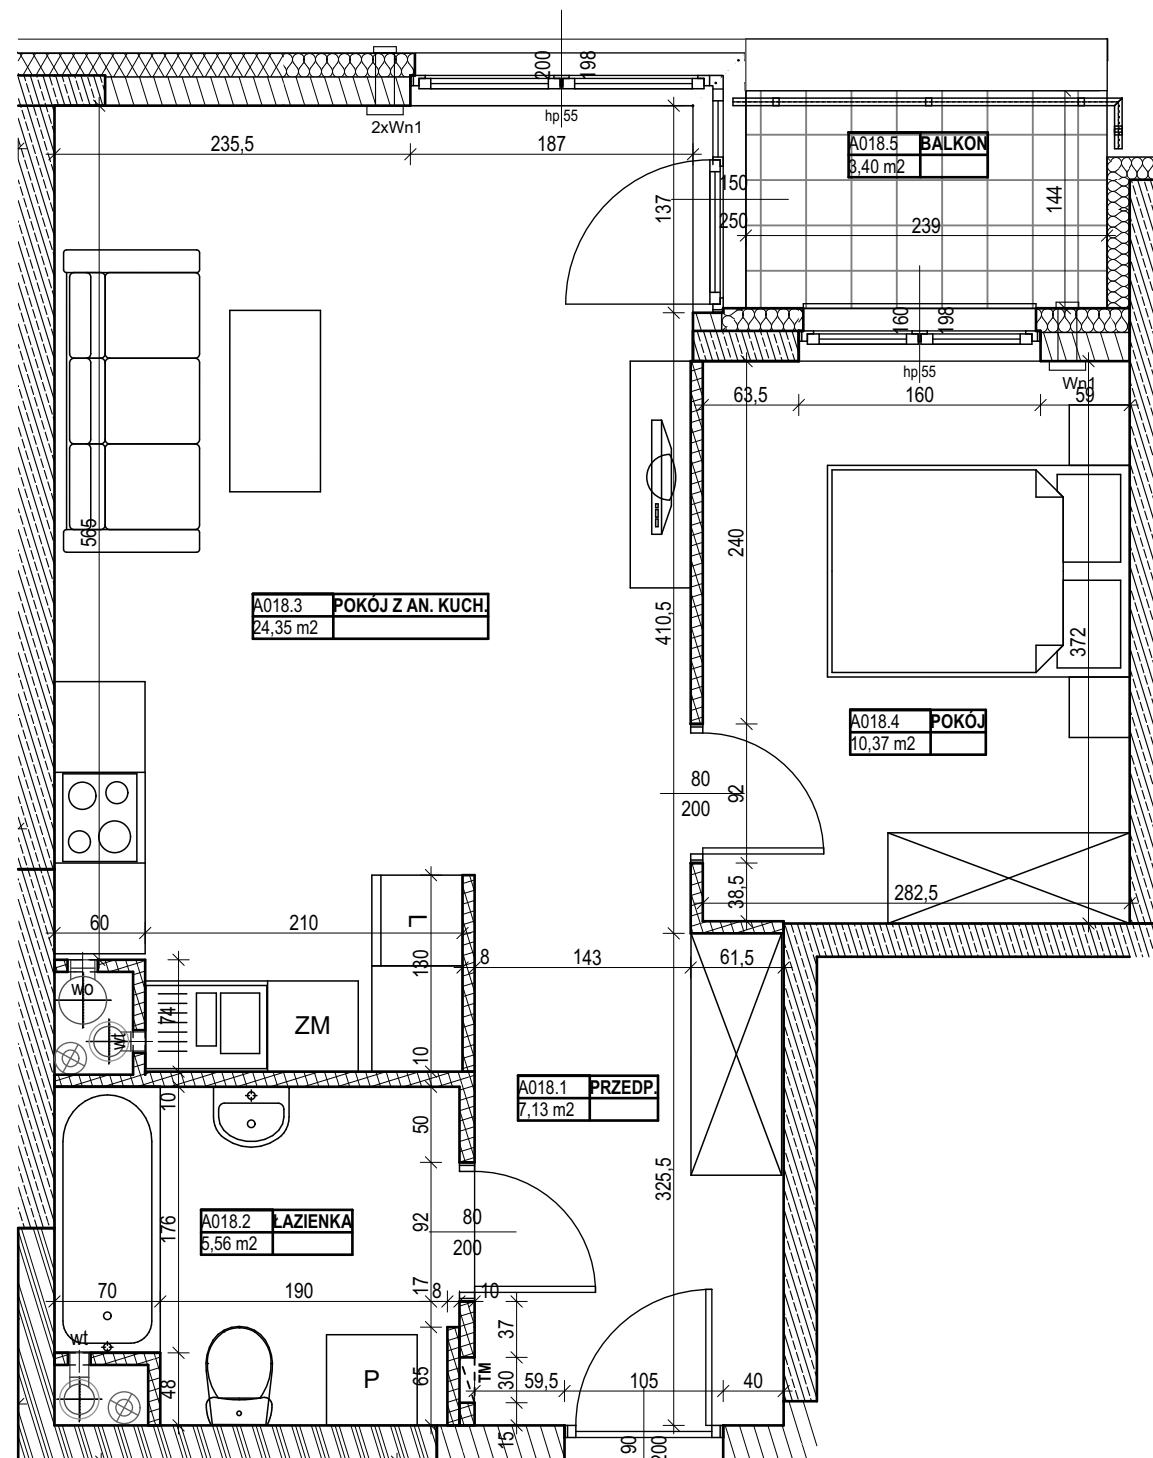 200
198
hp 55
2xWn1
235,5
187
A018.5 BALKON
3,40 m2
150
250
137
144
239
160
198
hp 55
Wn1
63,5
160
59
565
240
410,5
372
A018.3 POKÓJ Z AN. KUCH.
24,35 m2
A018.4 POKÓJ
10,37 m2
80
200
92
38,5
282,5
60
210
L
130
8
143
61,5
wo
wt
74
ZM
10
A018.1 PRZEDP.
7,13 m2
10
50
325,5
A018.2 ŁAZIENKA
5,56 m2
176
92
80
200
70
190
17
8
10
37
wt
P
65
TM
30
59,5
105
40
48
15
90
200